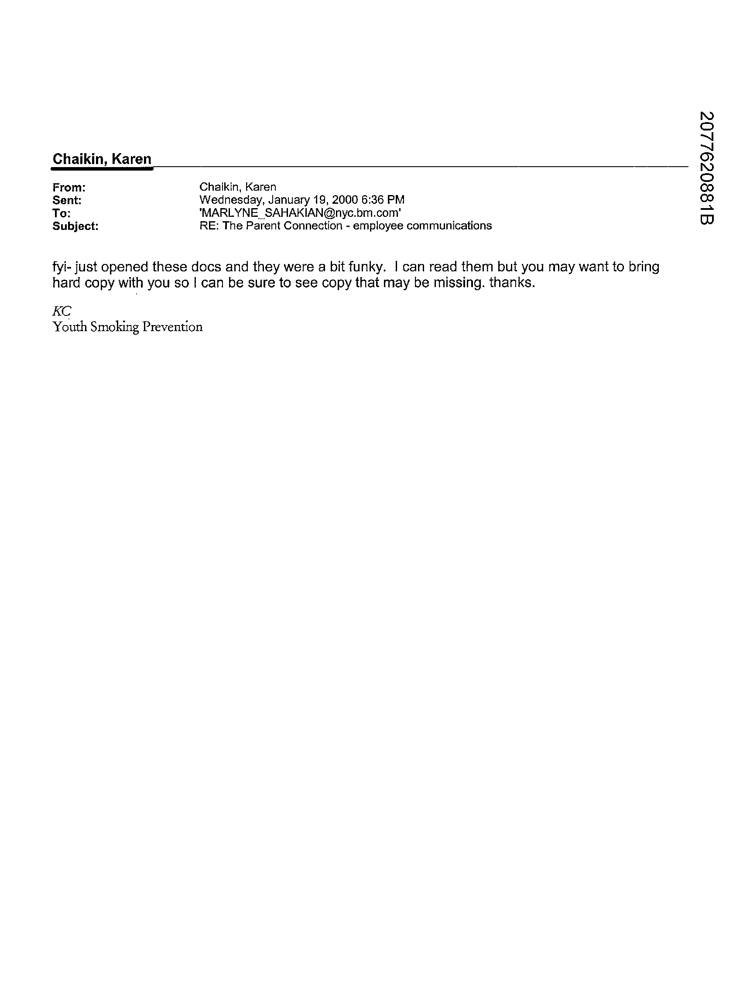 Chaikin, Karen
From: Chaikin, Karen
Sent: Wednesday, January 19, 2000 6:36 PM
To: 'MARLYNE_SAHAKIAN@nyc.bm.com'
Subject: RE: The Parent Connection - employee communications
fyi- just opened these docs and they were a bit funky. I can read them but you may want to bring
hard copy with you so I can be sure to see copy that may be missing. thanks.
KC
Youth Smoking Prevention
2077620881B